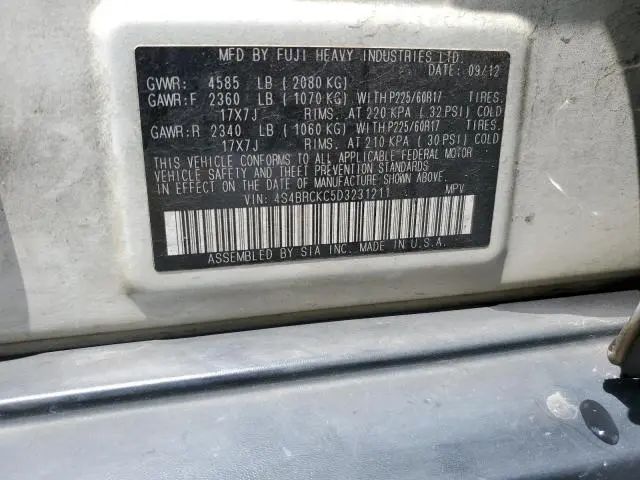 MFD BY FUJI HEAVY INDUSTRIES LTD.
DATE: 09/12
GVWR: 4585 LB ( 2080 KG)
GAWR:F 2360 LB ( 1070 KG) WITH P225/60R17 TIRES.
17X7J RIMS. AT 220 KPA ( 32 PSI) COLD
GAWR:R 2340 LB ( 1060 KG) WITH P225/60R17 TIRES.
17X7J RIMS. AT 210 KPA ( 30 PSI) COLD
THIS VEHICLE CONFORMS TO ALL APPLICABLE FEDERAL MOTOR
VEHICLE SAFETY AND THEFT PREVENTION STANDARDS
IN EFFECT ON THE DATE OF MANUFACTURE SHOWN ABOVE.
VIN: 4S4BRCKC5D3231211 MPV
ASSEMBLED BY SIA INC. MADE IN U.S.A.